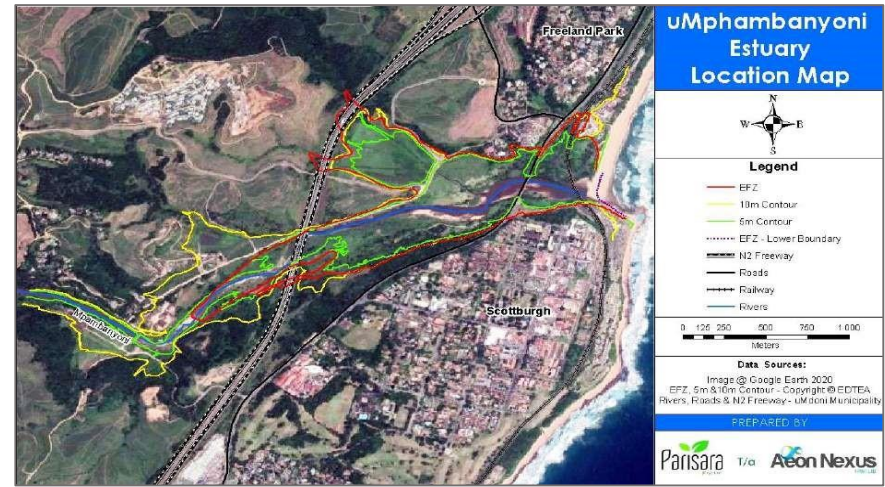 Freeland Park
Scottburgh
Mpambanyoni
uMphambanyoni
Estuary
Location Map
N
W
E
S
Legend
EFZ
10m Contour
5m Contour
EFZ - Lower Boundary
N2 Freeway
Roads
Railway
Rivers
0 125 250 500 750 1 000
Meters
Data Sources:
Image @ Google Earth 2020
EFZ, 5m &10m Contour - Copyright © EDTEA
Rivers, Roads & N2 Freeway - uMdoni Municipality
PREPARED BY
Parisara
T/a
Aeon Nexus